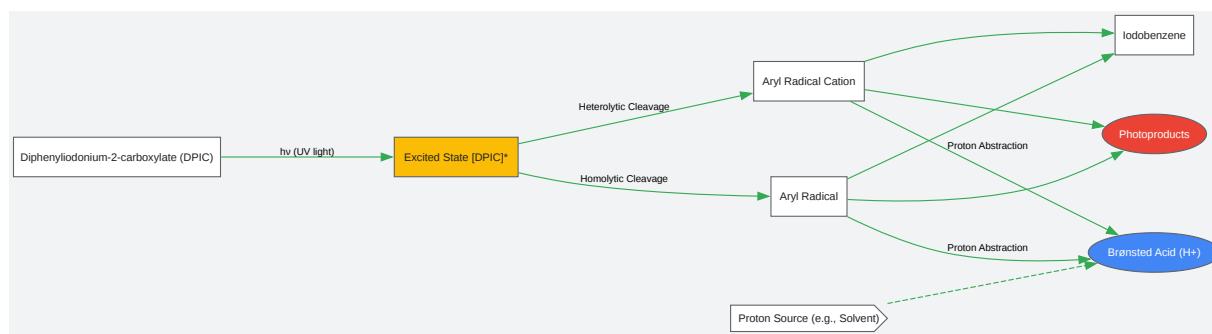 Diphenyliodonium-2-carboxylate (DPIC)
hν (UV light)
Excited State [DPIC]*
Heterolytic Cleavage
Homolytic Cleavage
Aryl Radical Cation
Aryl Radical
Iodobenzene
Photoproducts
Proton Abstraction
Proton Abstraction
Brønsted Acid (H+)
Proton Source (e.g., Solvent)